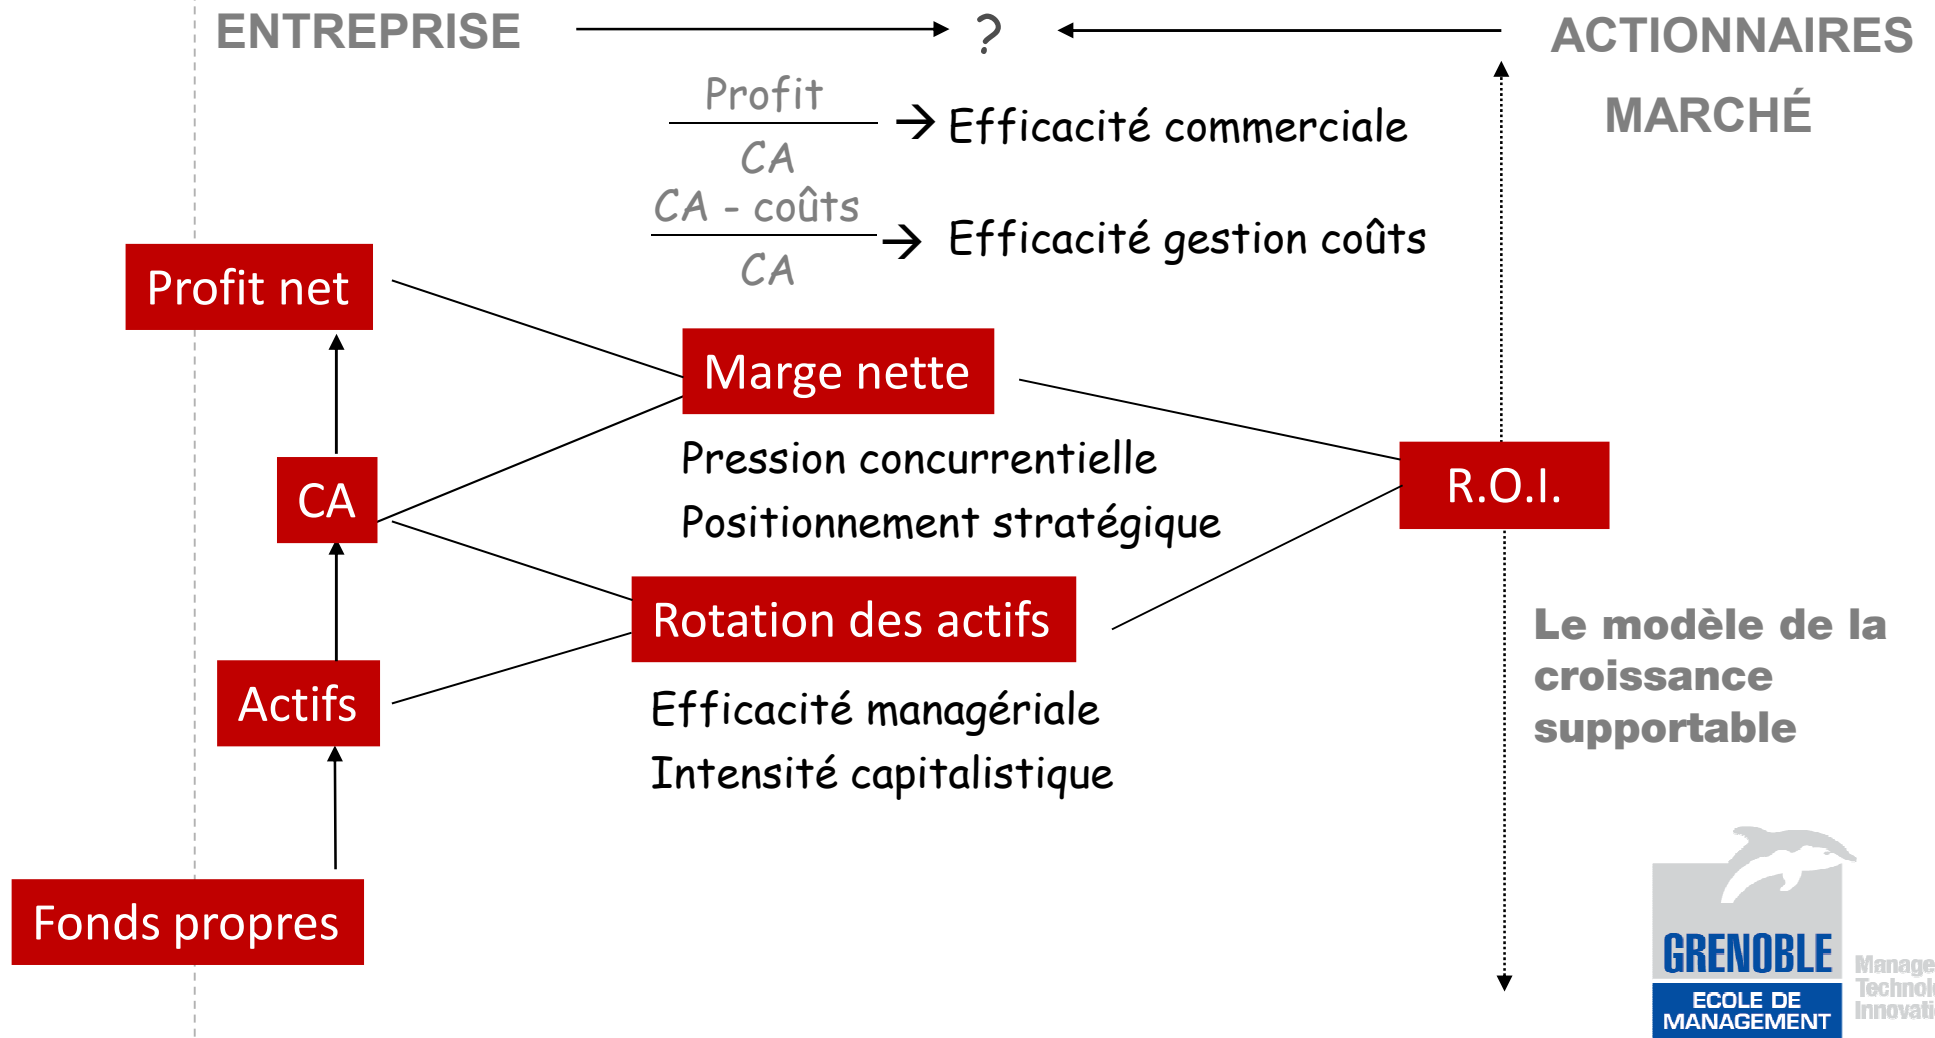 ENTREPRISE
?
ACTIONNAIRES
MARCHÉ
Profit
CA
→ Efficacité commerciale
CA - coûts
CA
→ Efficacité gestion coûts
Profit net
Marge nette
Pression concurrentielle
Positionnement stratégique
CA
R.O.I.
Rotation des actifs
Efficacité managériale
Intensité capitalistique
Actifs
Le modèle de la
croissance
supportable
Fonds propres
GRENOBLE
ECOLE DE
MANAGEMENT